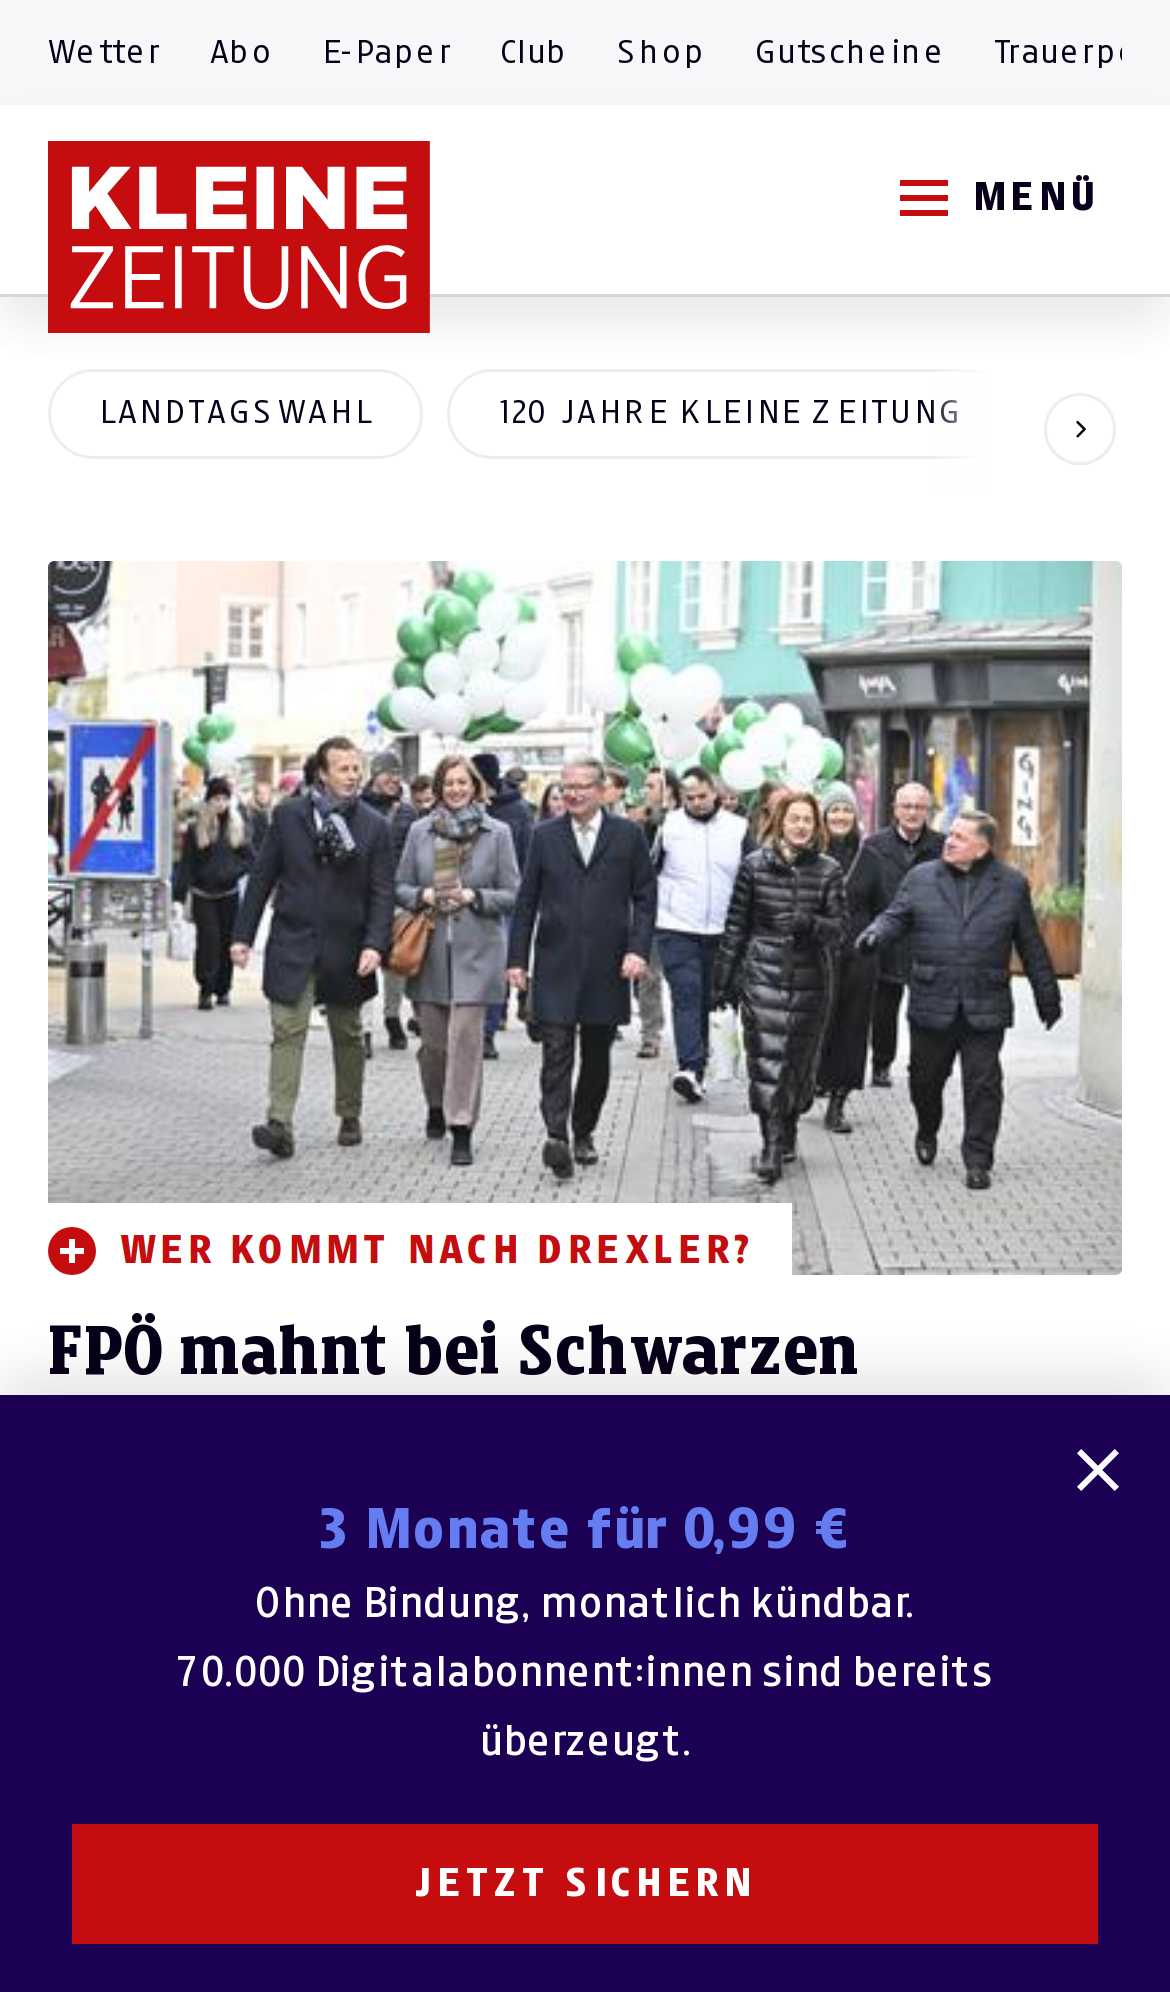 Wetter Abo E-Paper Club Shop Gutscheine Trauerpo
KLEINE
ZEITUNG
MENÜ
LANDTAGSWAHL
120 JAHRE KLEINE ZEITUNG
GING
WER KOMMT NACH DREXLER?
FPÖ mahnt bei Schwarzen
3 Monate für 0,99 €
Ohne Bindung, monatlich kündbar.
70.000 Digitalabonnent:innen sind bereits
überzeugt.
JETZT SICHERN